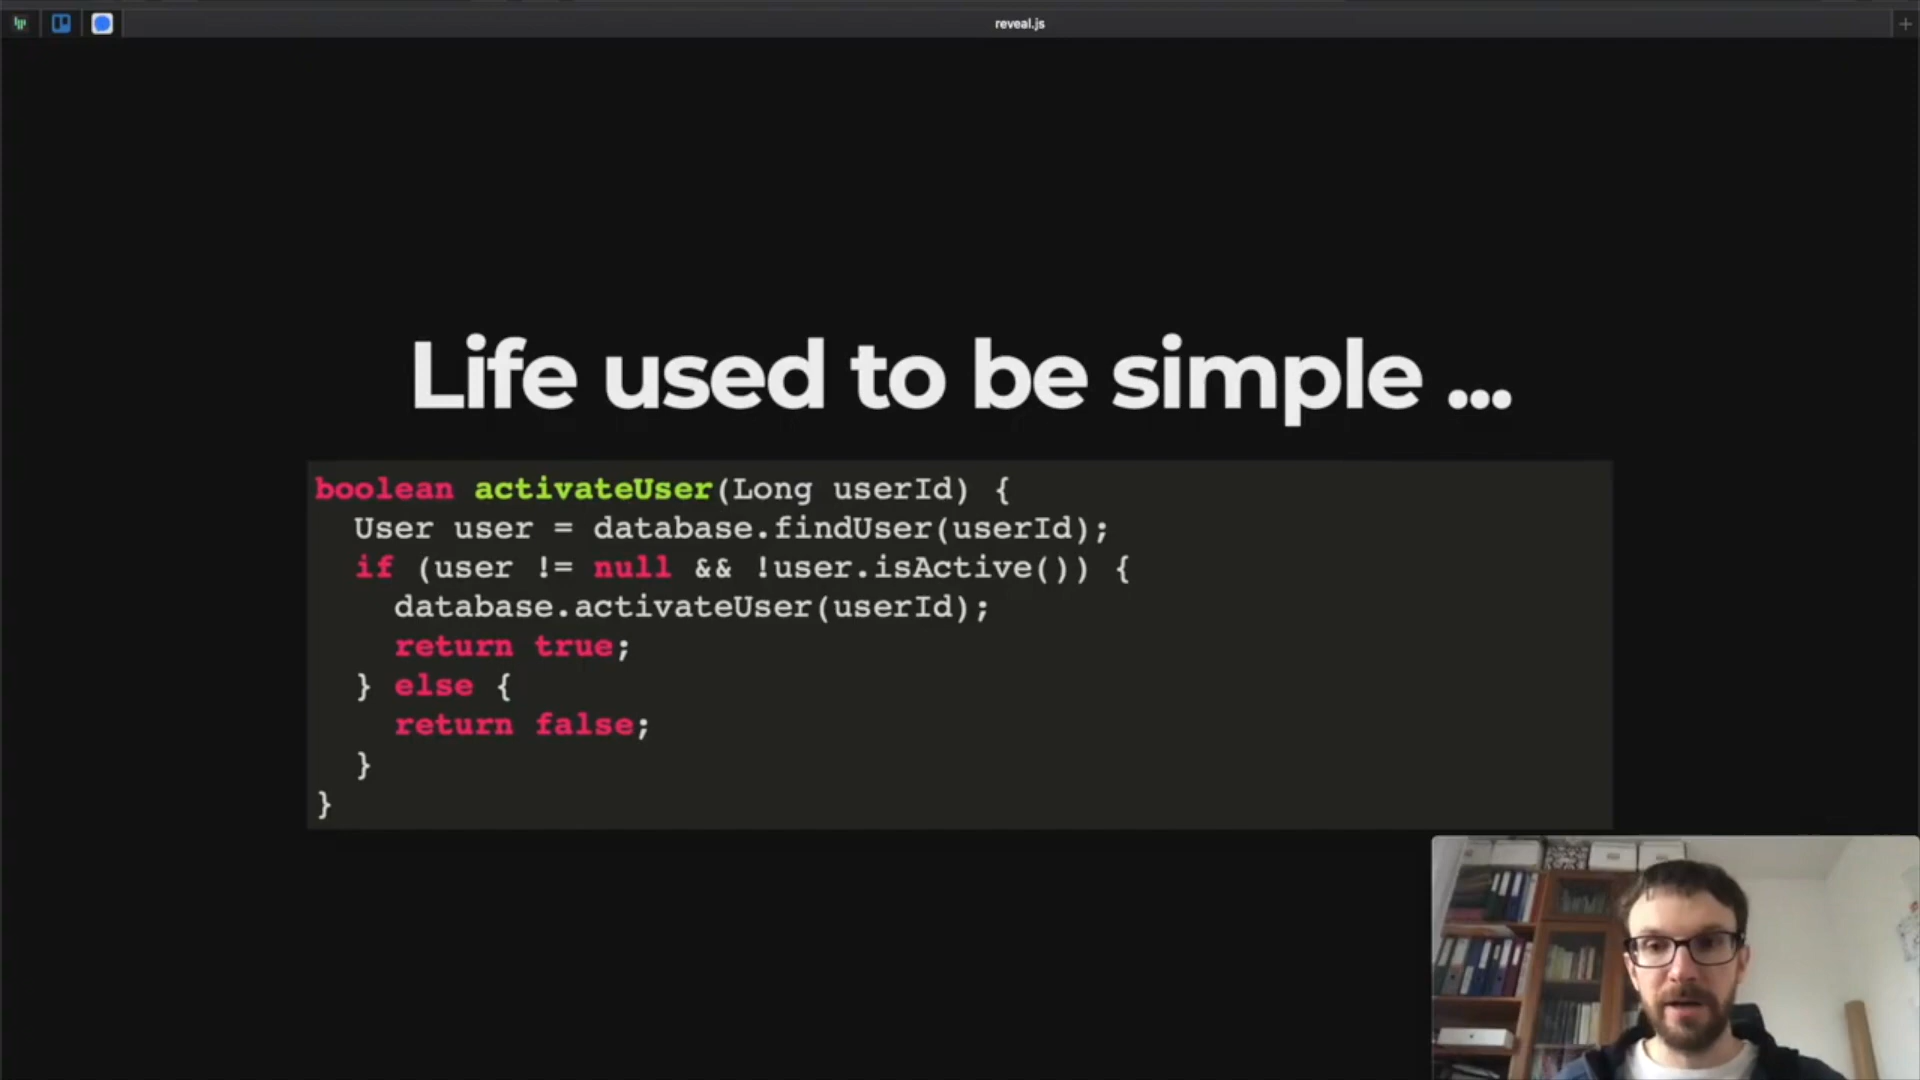 reveal.js
Life used to be simple ...
boolean activateUser(Long userId) {
  User user = database.findUser(userId);
  if (user != null && !user.isActive()) {
    database.activateUser(userId);
    return true;
  } else {
    return false;
  }
}